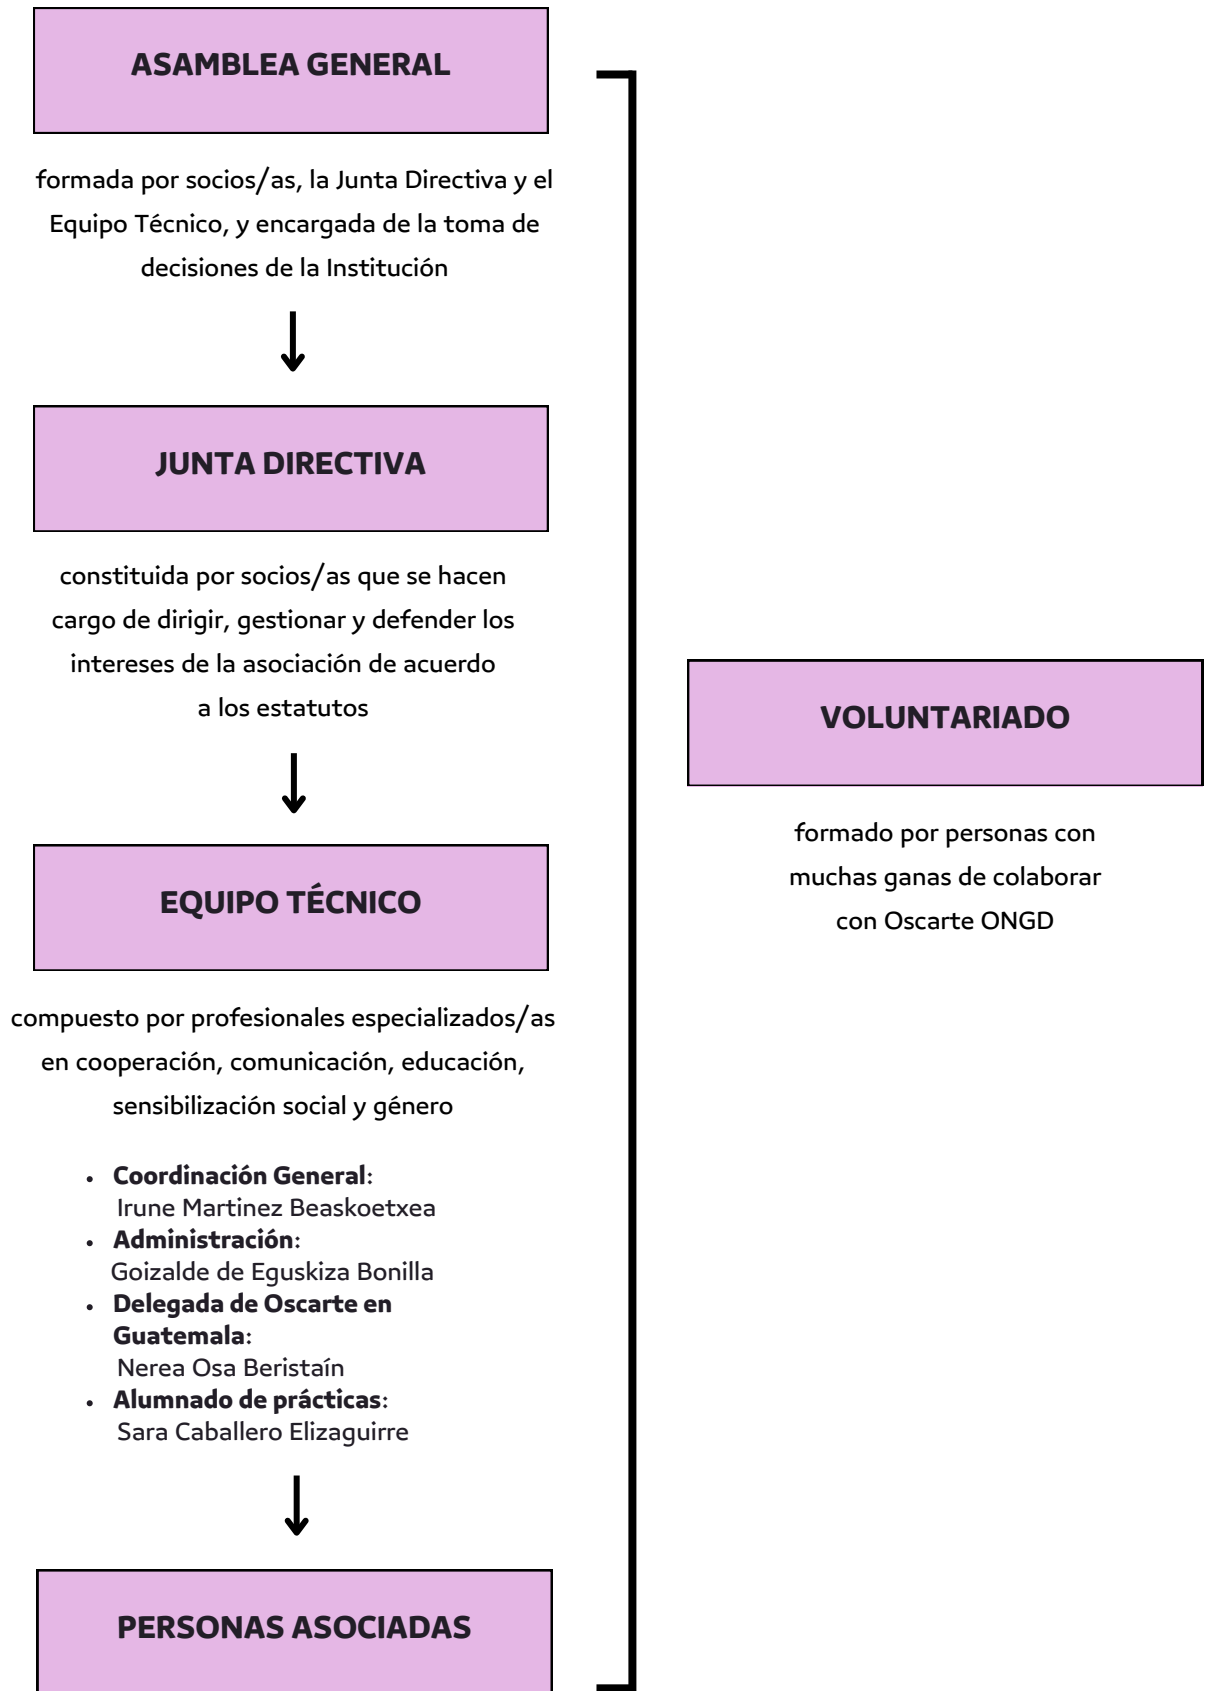 ASAMBLEA GENERAL
formada por socios/as, la Junta Directiva y el
Equipo Técnico, y encargada de la toma de
decisiones de la Institución
JUNTA DIRECTIVA
constituida por socios/as que se hacen
cargo de dirigir, gestionar y defender los
intereses de la asociación de acuerdo
a los estatutos
EQUIPO TÉCNICO
compuesto por profesionales especializados/as
en cooperación, comunicación, educación,
sensibilización social y género
• Coordinación General:
Irune Martinez Beaskoetxea
• Administración:
Goizalde de Eguskiza Bonilla
• Delegada de Oscarte en
Guatemala:
Nerea Osa Beristaín
• Alumnado de prácticas:
Sara Caballero Elizaguirre
PERSONAS ASOCIADAS
VOLUNTARIADO
formado por personas con
muchas ganas de colaborar
con Oscarte ONGD